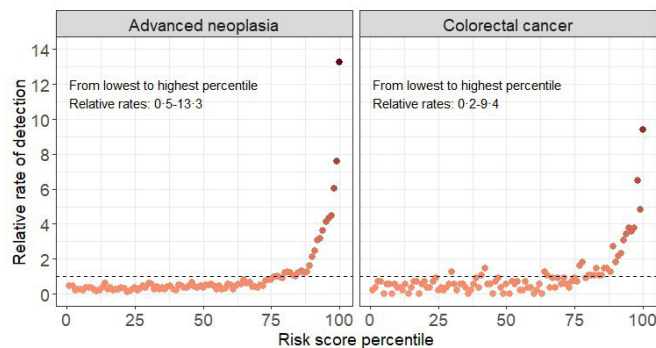 Advanced neoplasia
Colorectal cancer
Relative rate of detection
14
12
10
8
6
4
2
0
From lowest to highest percentile
Relative rates: 0·5-13·3
From lowest to highest percentile
Relative rates: 0·2-9·4
0 25 50 75 100
0 25 50 75 100
Risk score percentile